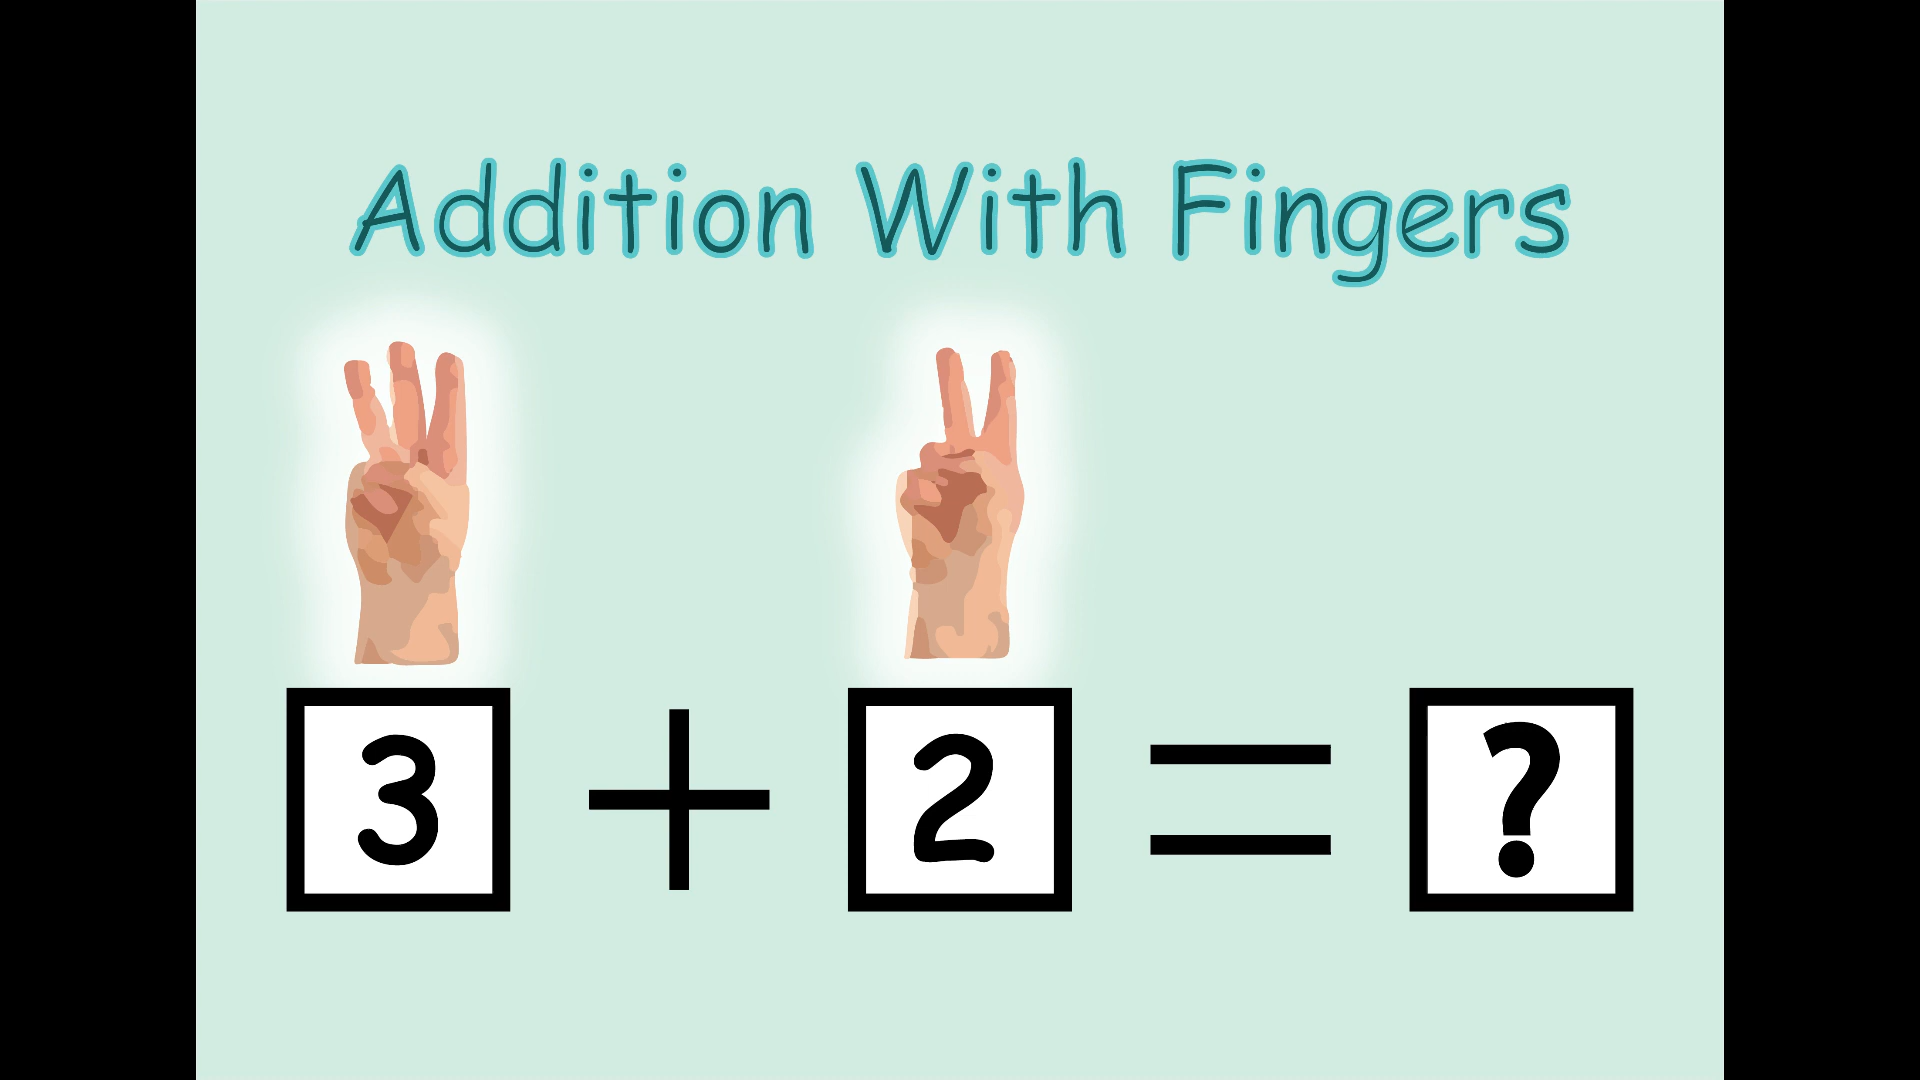 Addition With Fingers
3 + 2 = ?